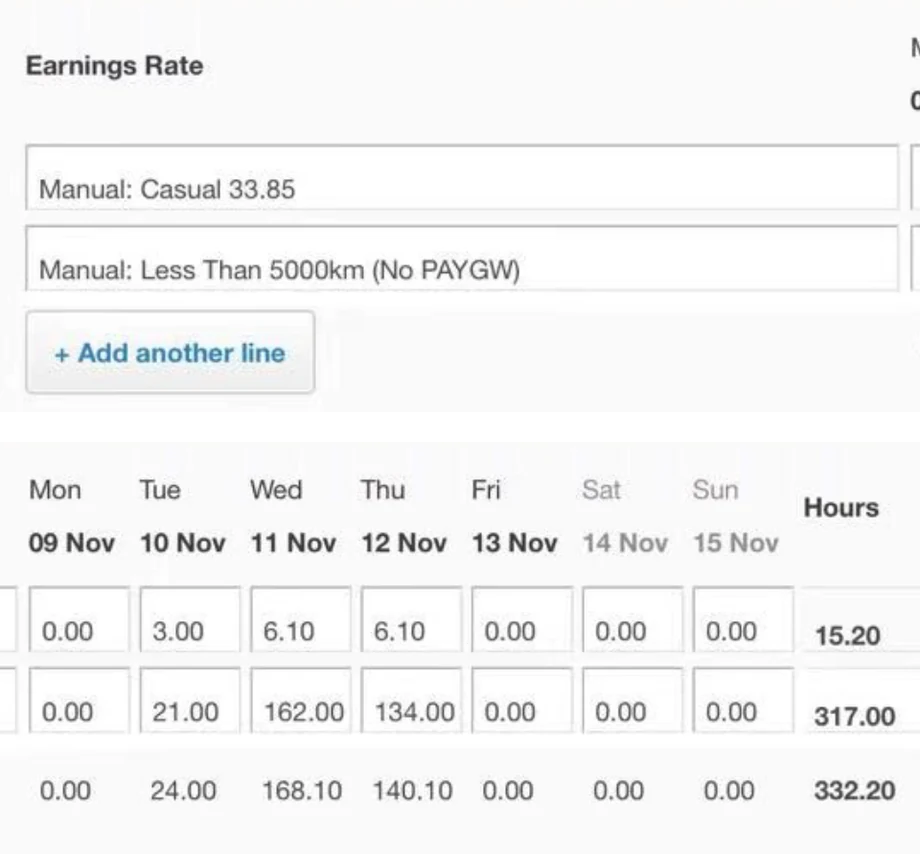 Earnings Rate
Manual: Casual 33.85
Manual: Less Than 5000km (No PAYGW)
+ Add another line
Mon Tue Wed Thu Fri Sat Sun Hours
09 Nov 10 Nov 11 Nov 12 Nov 13 Nov 14 Nov 15 Nov
0.00 3.00 6.10 6.10 0.00 0.00 0.00 15.20
0.00 21.00 162.00 134.00 0.00 0.00 0.00 317.00
0.00 24.00 168.10 140.10 0.00 0.00 0.00 332.20